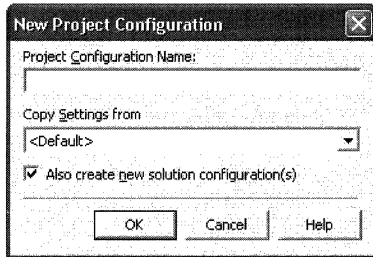 New Project Configuration
Project Configuration Name:
Copy Settings from
<Default>
Also create new solution configuration(s)
OK Cancel Help